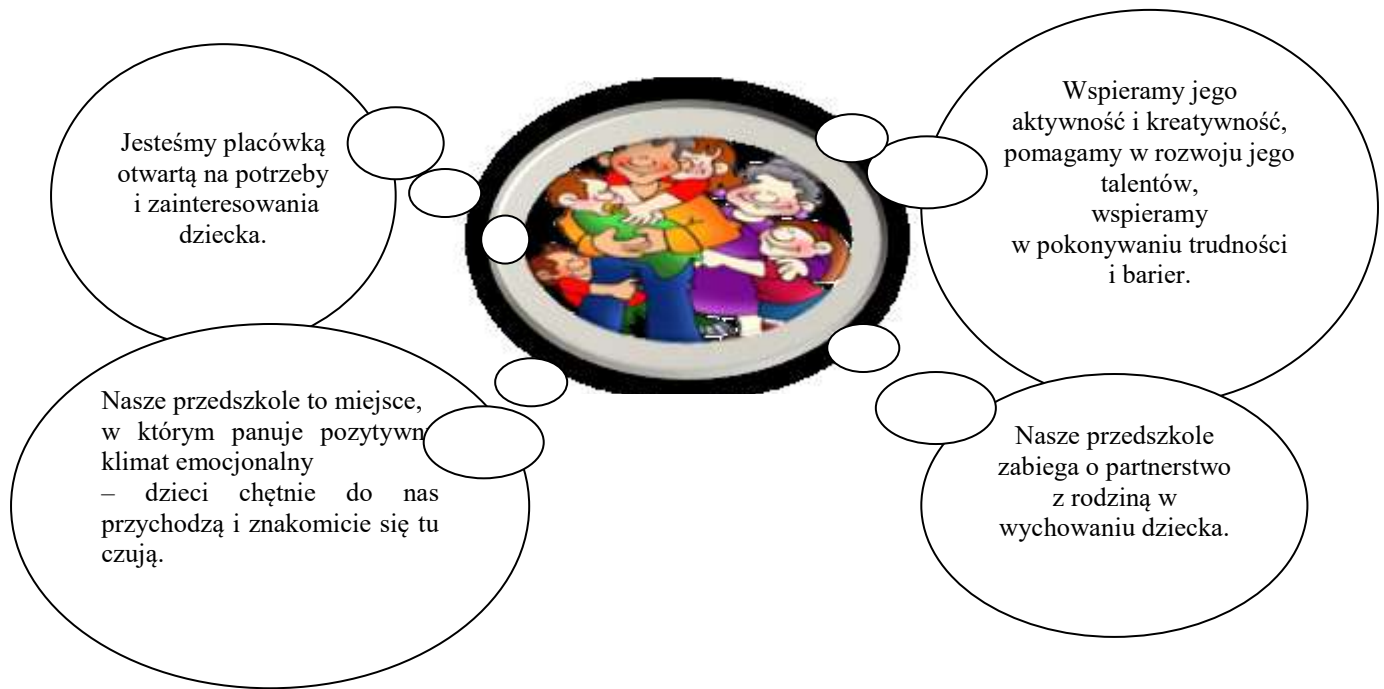 Jesteśmy placówką
otwartą na potrzeby
i zainteresowania
dziecka.
Wspieramy jego
aktywność i kreatywność,
pomagamy w rozwoju jego
talentów,
wspieramy
w pokonywaniu trudności
i barier.
Nasze przedszkole to miejsce,
w którym panuje pozytywn
klimat emocjonalny
– dzieci chętnie do nas
przychodzą i znakomicie się tu
czują.
Nasze przedszkole
zabiega o partnerstwo
z rodziną w
wychowaniu dziecka.